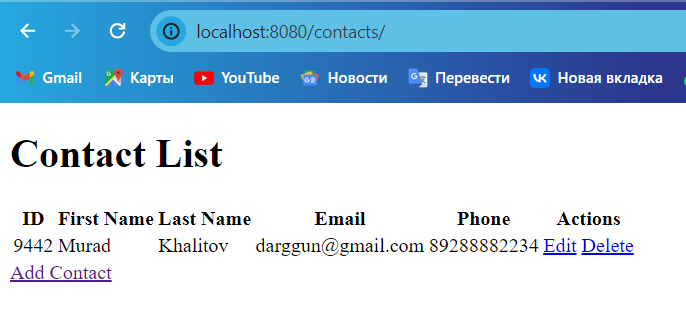 localhost:8080/contacts/
Gmail Карты YouTube Новости Перевести Новая вкладка
Contact List
ID First Name Last Name Email Phone Actions
9442 Murad Khalitov darggun@gmail.com 89288882234 Edit Delete
Add Contact